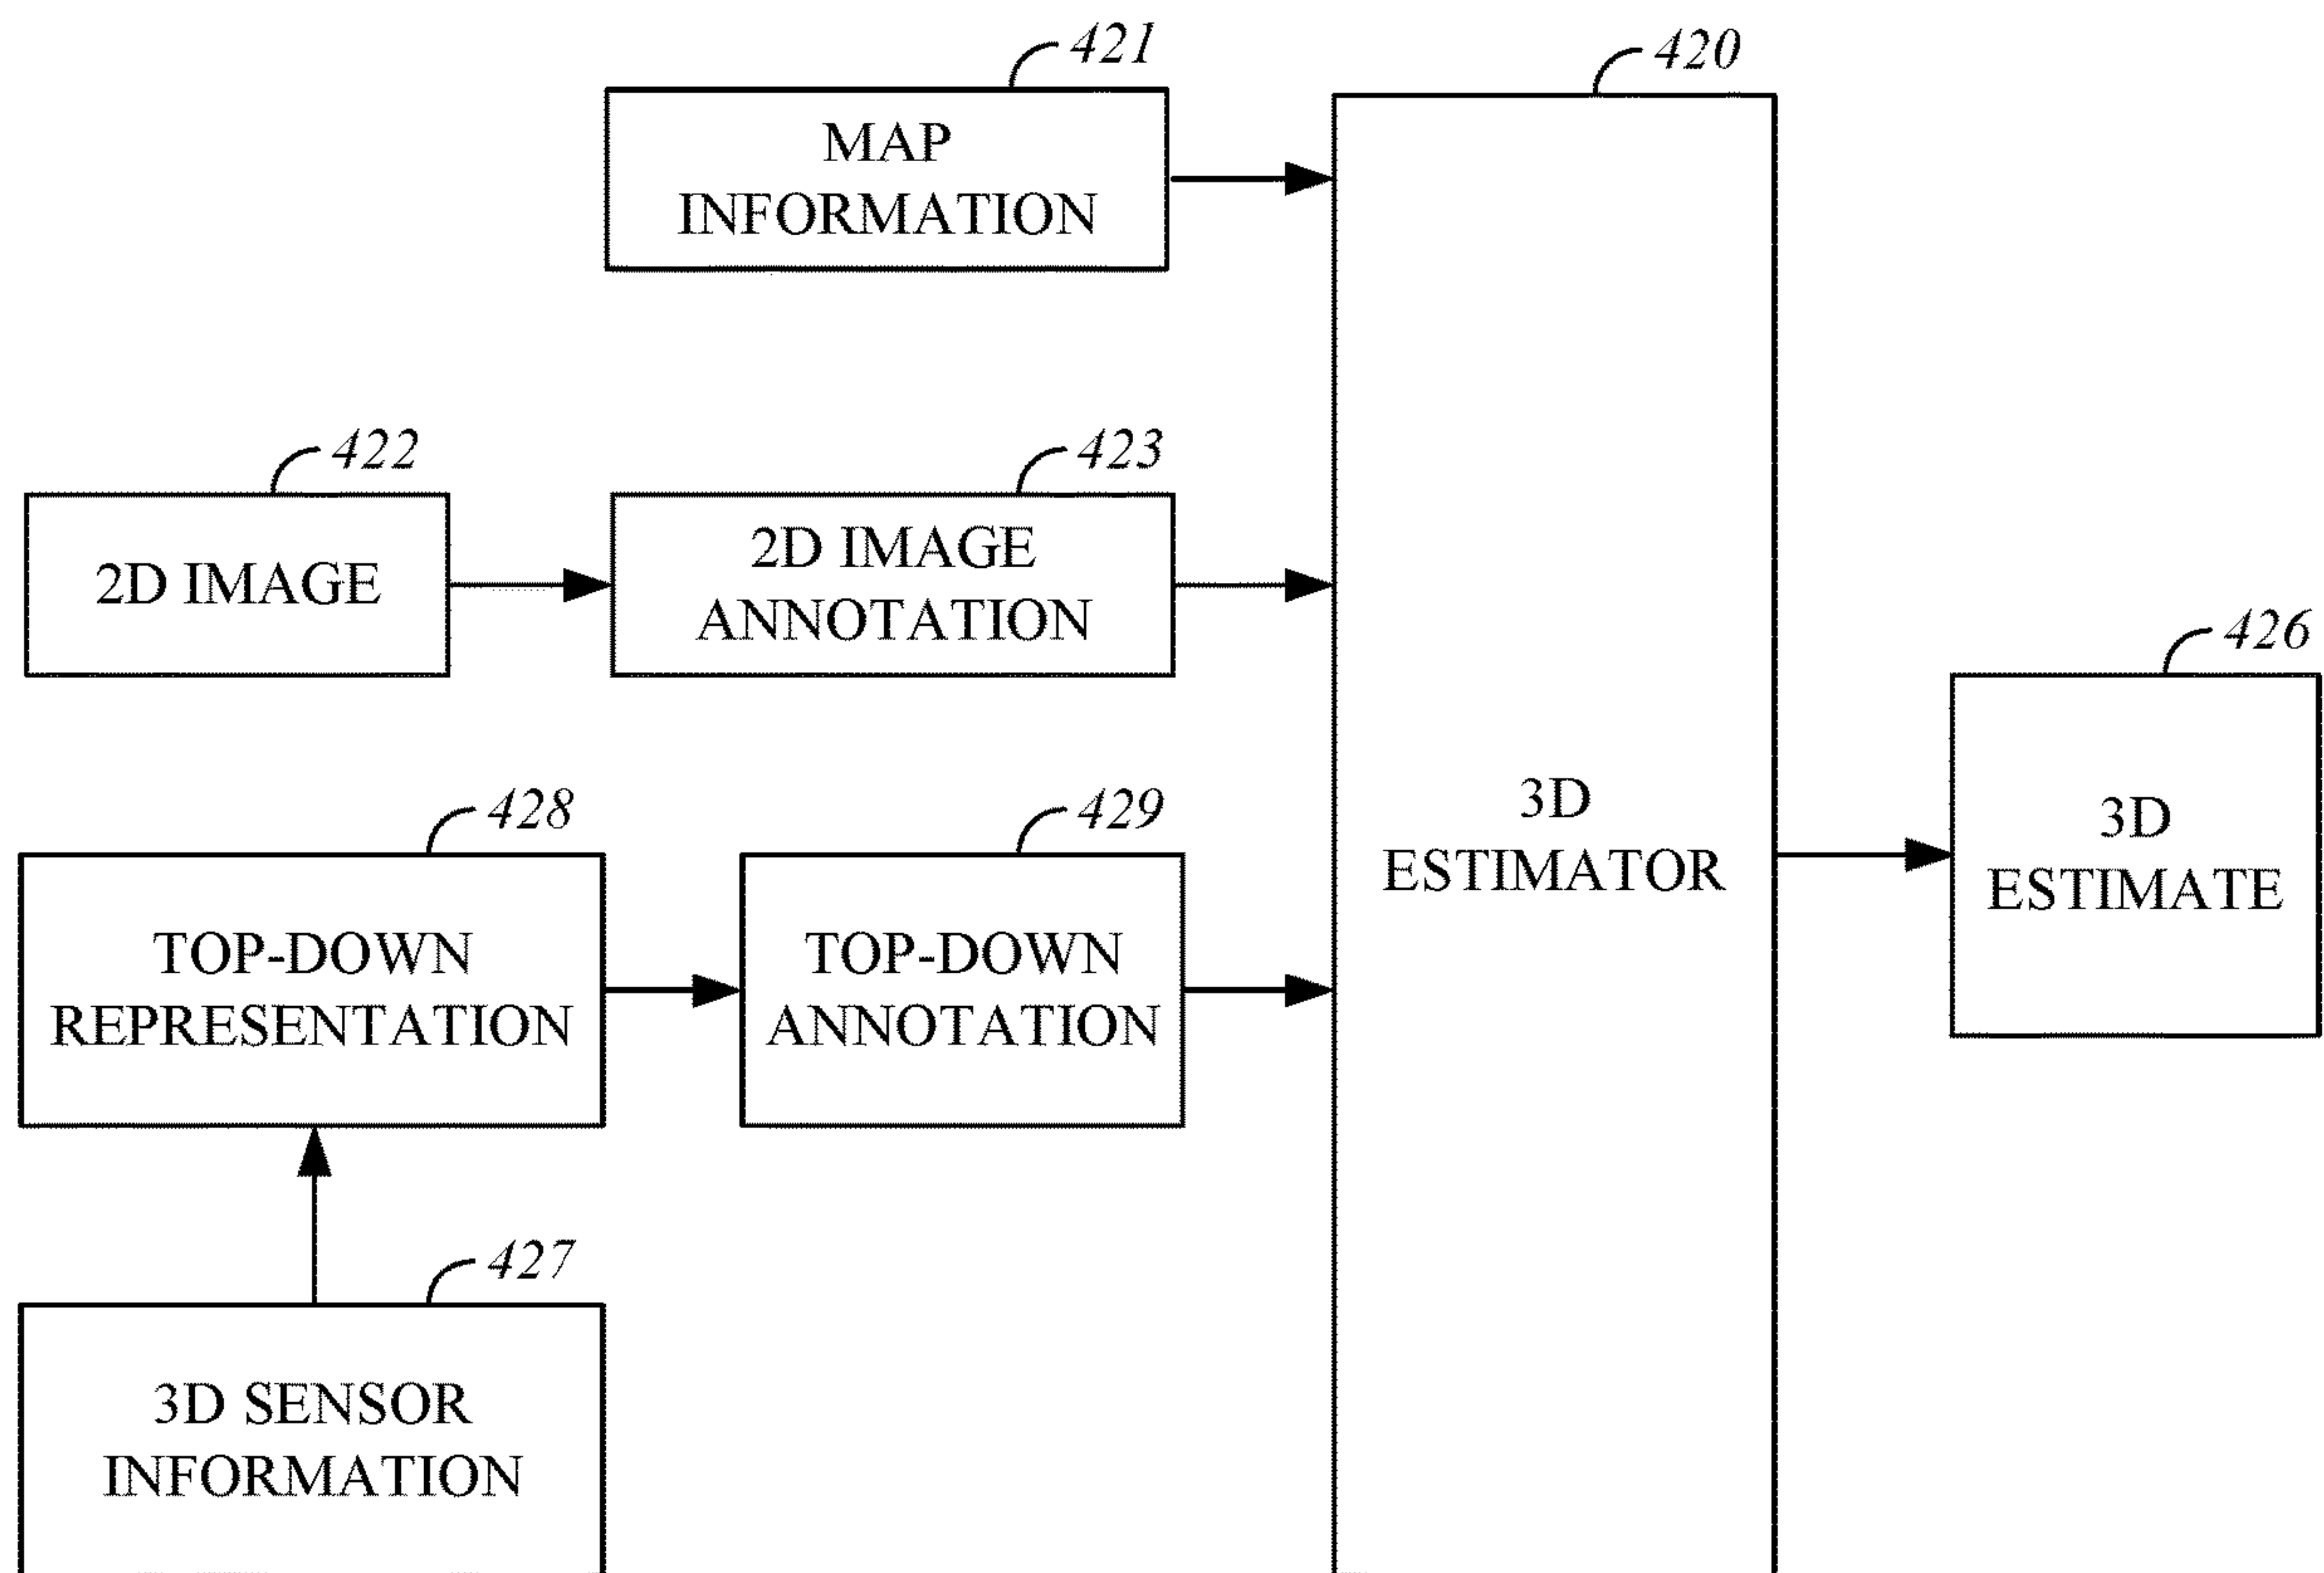 421
MAP
INFORMATION
420
422
2D IMAGE
423
2D IMAGE
ANNOTATION
428
TOP-DOWN
REPRESENTATION
429
TOP-DOWN
ANNOTATION
3D
ESTIMATOR
426
3D
ESTIMATE
427
3D SENSOR
INFORMATION